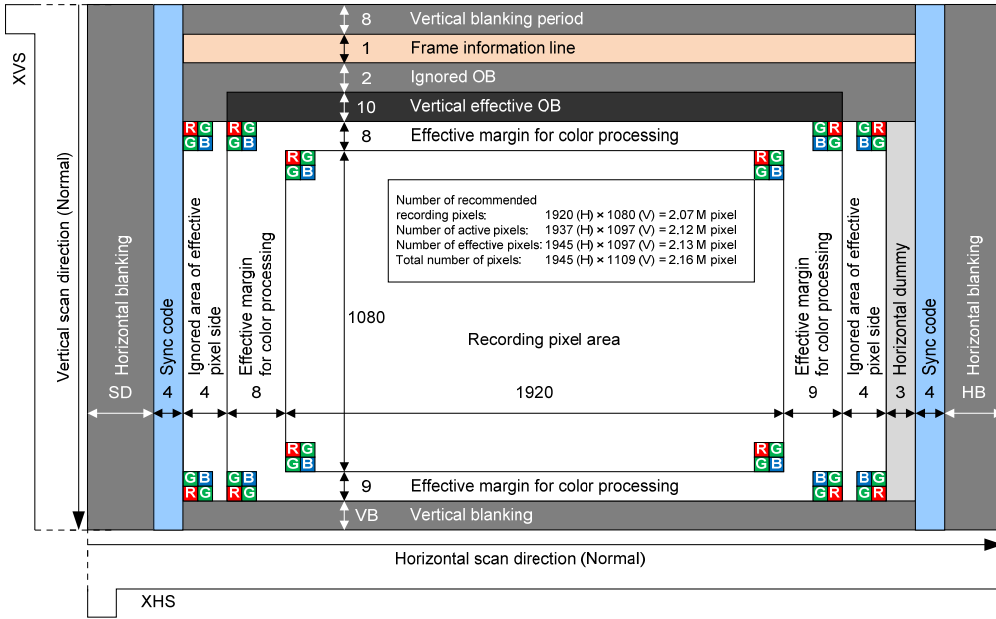 XVS
Vertical scan direction (Normal)
8 Vertical blanking period
1 Frame information line
2 Ignored OB
10 Vertical effective OB
R G R G 8 Effective margin for color processing G R G R
G B G B B G B G
R G R G
G B G B
Number of recommended
recording pixels: 1920 (H) × 1080 (V) = 2.07 M pixel
Number of active pixels: 1937 (H) × 1097 (V) = 2.12 M pixel
Number of effective pixels: 1945 (H) × 1097 (V) = 2.13 M pixel
Total number of pixels: 1945 (H) × 1109 (V) = 2.16 M pixel
Horizontal blanking
Sync code
Ignored area of effective
pixel side
Effective margin
for color processing
1080
Recording pixel area
Effective margin
for color processing
Ignored area of effective
pixel side
Horizontal dummy
Sync code
Horizontal blanking
SD 4 4 8 1920 9 4 3 4 HB
R G R G
G B G B
G B G B 9 Effective margin for color processing B G B G
R G R G G R G R
VB Vertical blanking
Horizontal scan direction (Normal)
XHS